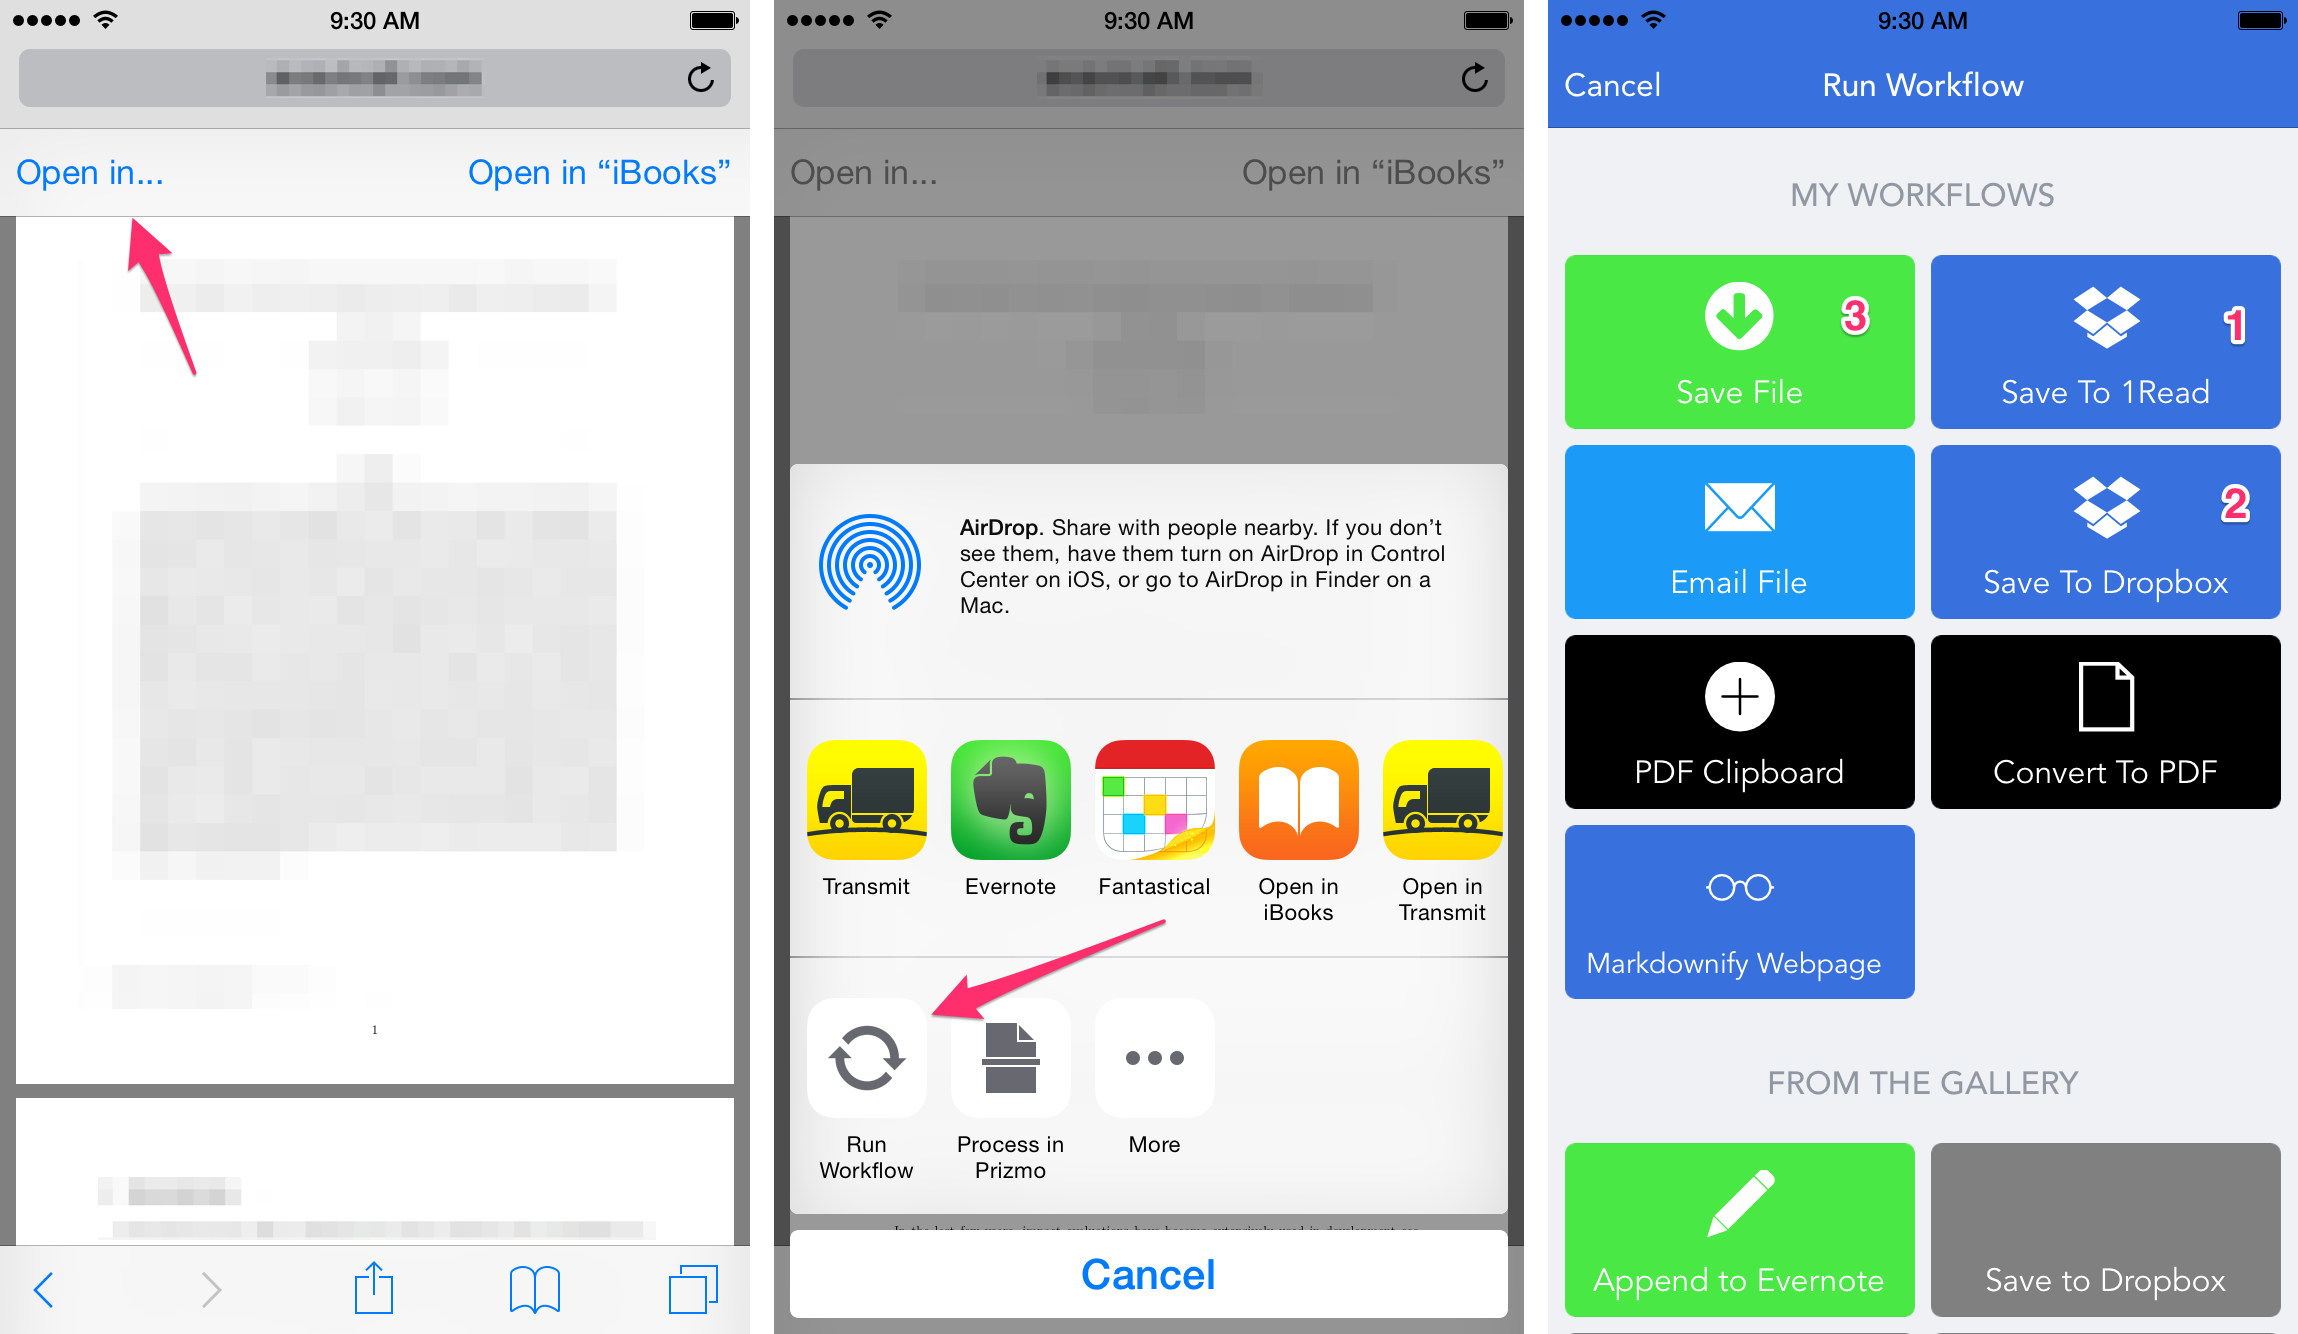 9:30 AM
Open in...
Open in “iBooks”
1
9:30 AM
Open in...
Open in “iBooks”
AirDrop. Share with people nearby. If you don’t
see them, have them turn on AirDrop in Control
Center on iOS, or go to AirDrop in Finder on a
Mac.
Transmit
Evernote
Fantastical
Open in
iBooks
Open in
Transmit
Run
Workflow
Process in
Prizmo
More
Cancel
9:30 AM
Cancel
Run Workflow
MY WORKFLOWS
3
Save File
1
Save To 1Read
Email File
2
Save To Dropbox
PDF Clipboard
Convert To PDF
Markdownify Webpage
FROM THE GALLERY
Append to Evernote
Save to Dropbox